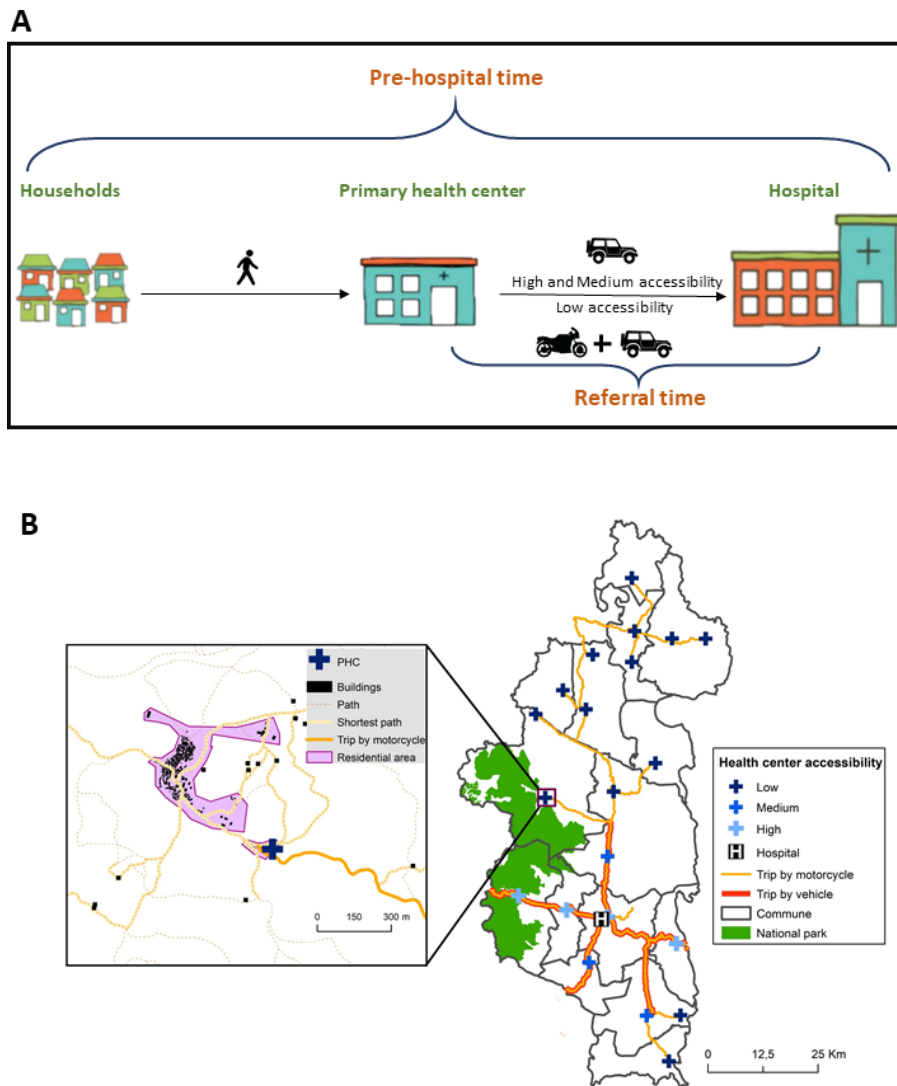 A
Pre-hospital time
Households
Primary health center
Hospital
High and Medium accessibility
Low accessibility
+
Referral time
B
PHC
Buildings
Path
Shortest path
Trip by motorcycle
Residential area
0 150 300 m
Health center accessibility
Low
Medium
High
H Hospital
Trip by motorcycle
Trip by vehicle
Commune
National park
H
0 12,5 25 Km